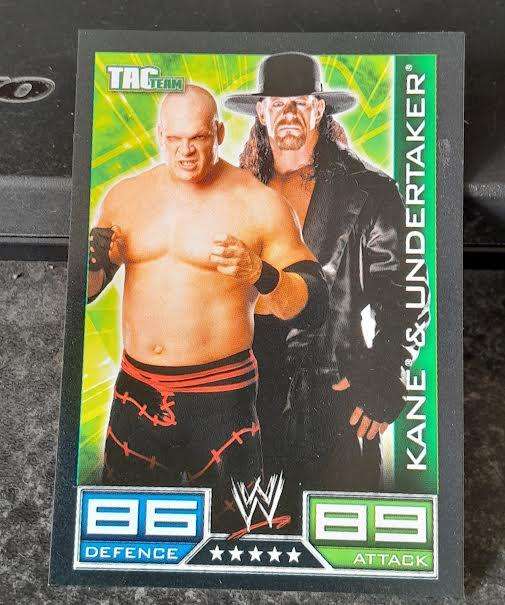 TAG
TEAM
KANE® & UNDERTAKER®
86
DEFENCE
W
89
ATTACK